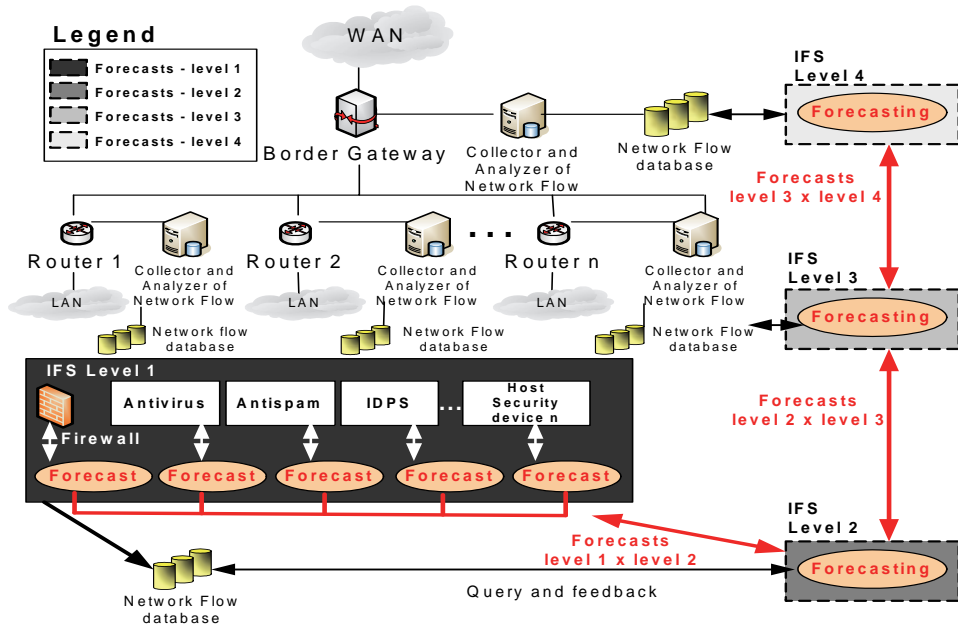 Legend
Forecasts - level 1
Forecasts - level 2
Forecasts - level 3
Forecasts - level 4
WAN
Border Gateway
Collector and
Analyzer of
Network Flow
Network Flow
database
IFS
Level 4
Forecasting
Forecasts
level 3 x level 4
Router 1
Collector and
Analyzer of
Network Flow
LAN
Network flow
database
Router 2
Collector and
Analyzer of
Network Flow
LAN
Network Flow
database
...
Router n
Collector and
Analyzer of
Network Flow
LAN
Network Flow
database
IFS
Level 3
Forecasting
Forecasts
level 2 x level 3
IFS Level 1
Firewall
Antivirus
Antispam
IDPS
...
Host
Security
device n
Forecast
Forecast
Forecast
Forecast
Forecast
Forecasts
level 1 x level 2
IFS
Level 2
Forecasting
Network Flow
database
Query and feedback